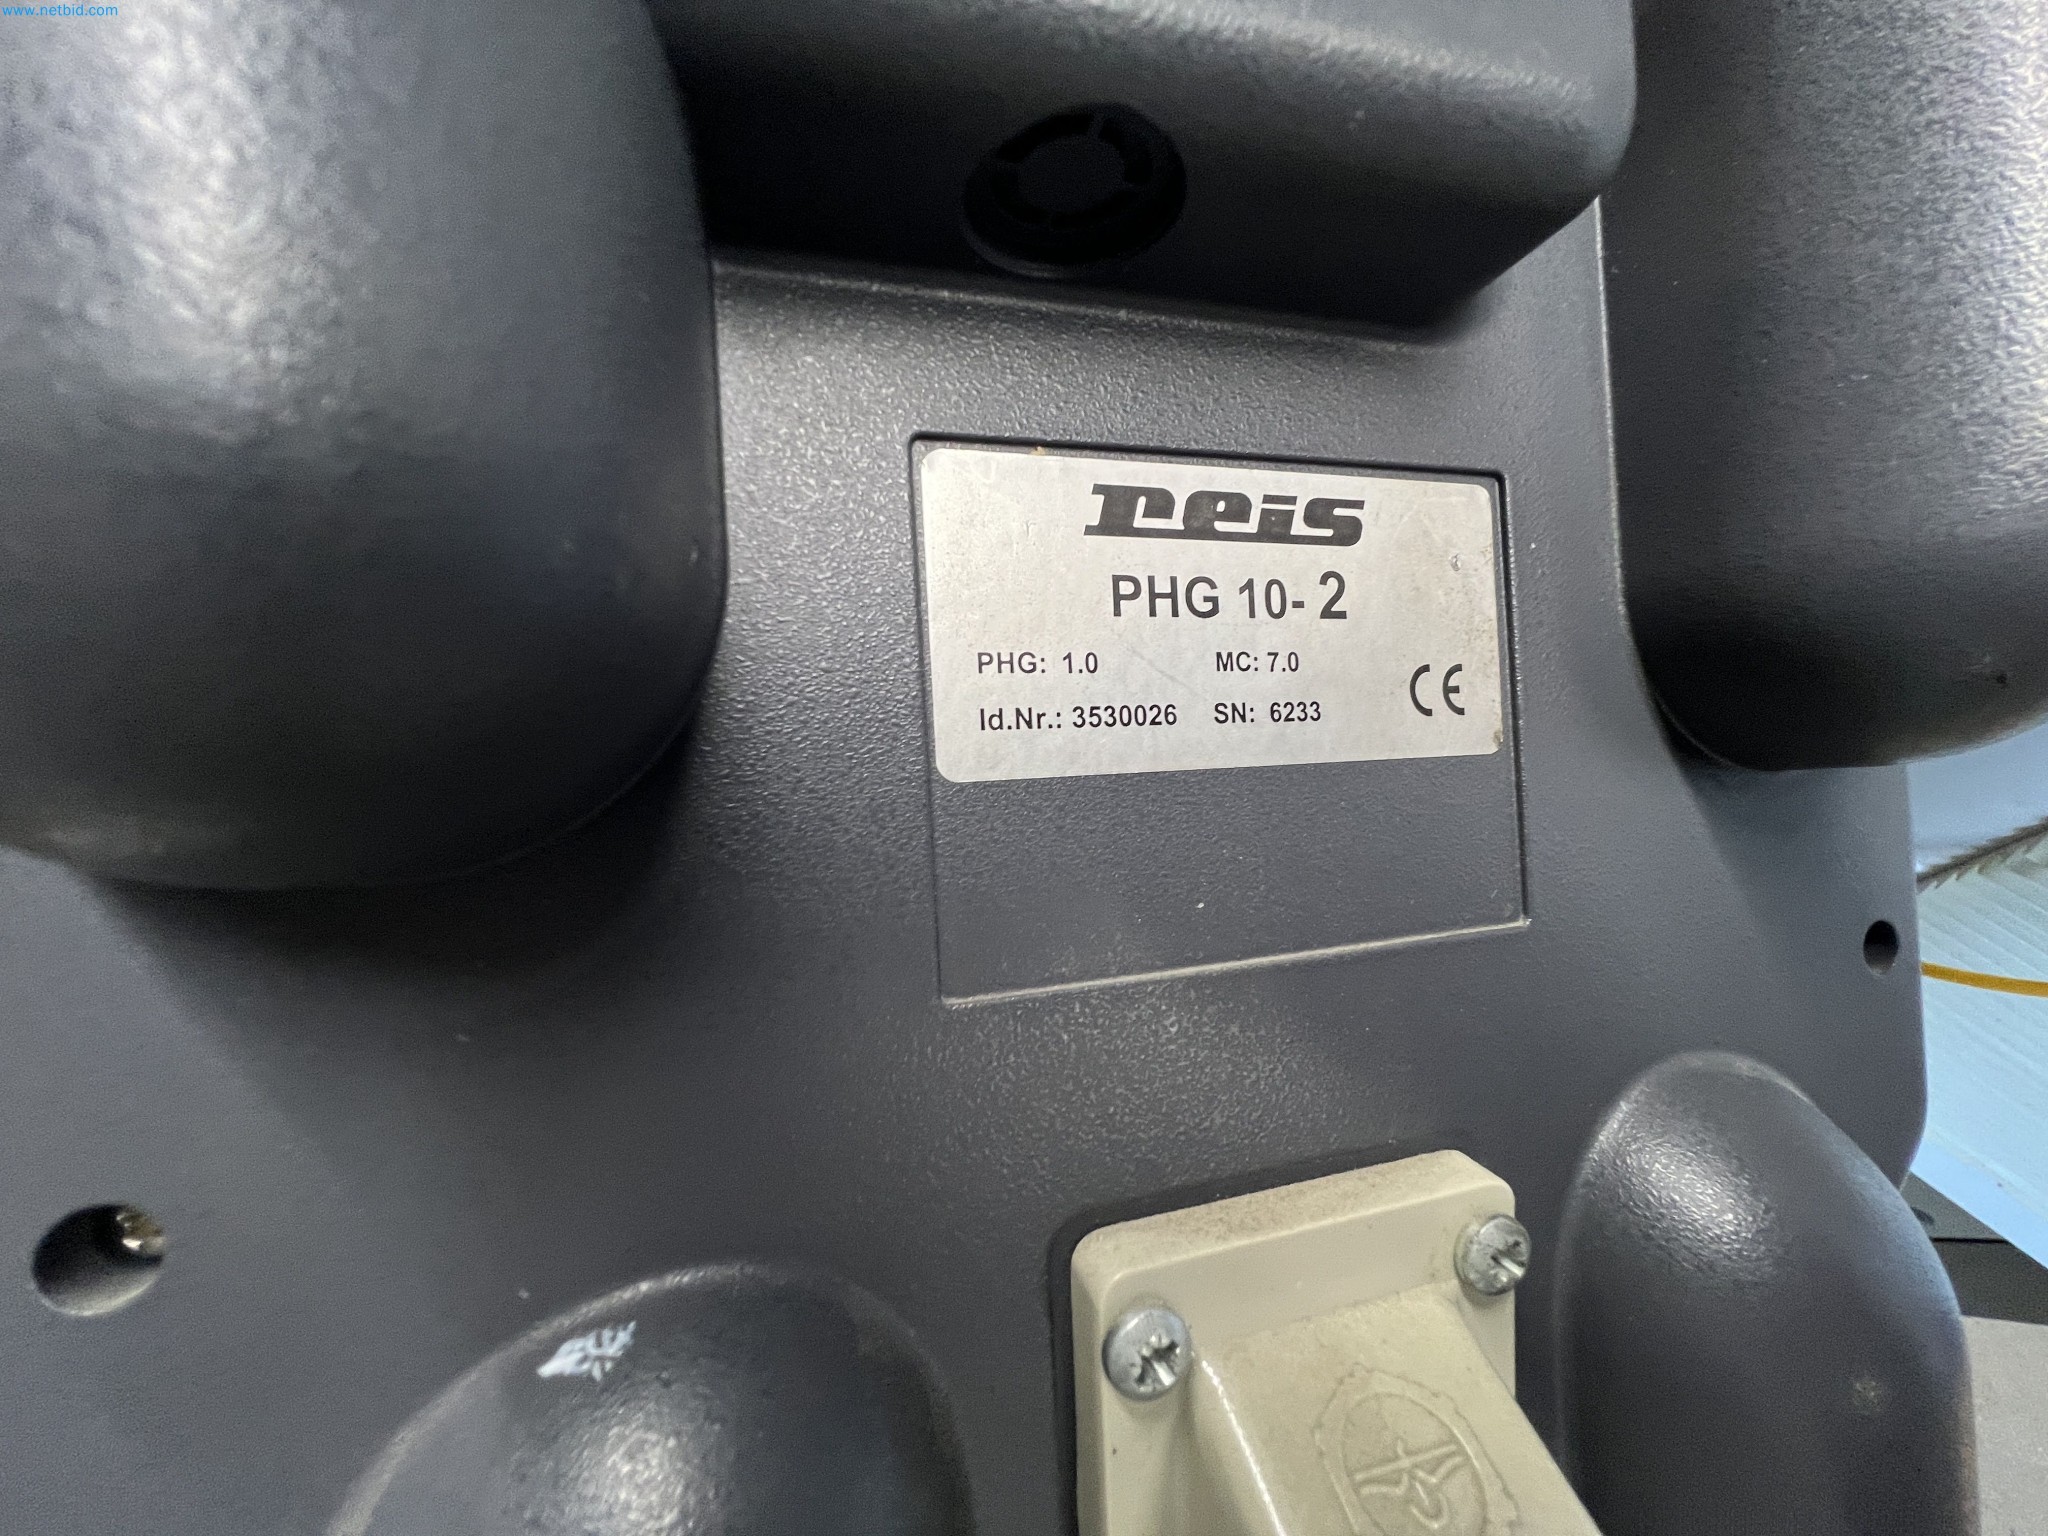 www.netbid.com
reis
PHG 10- 2
PHG: 1.0 MC: 7.0
Id.Nr.: 3530026 SN: 6233
CE